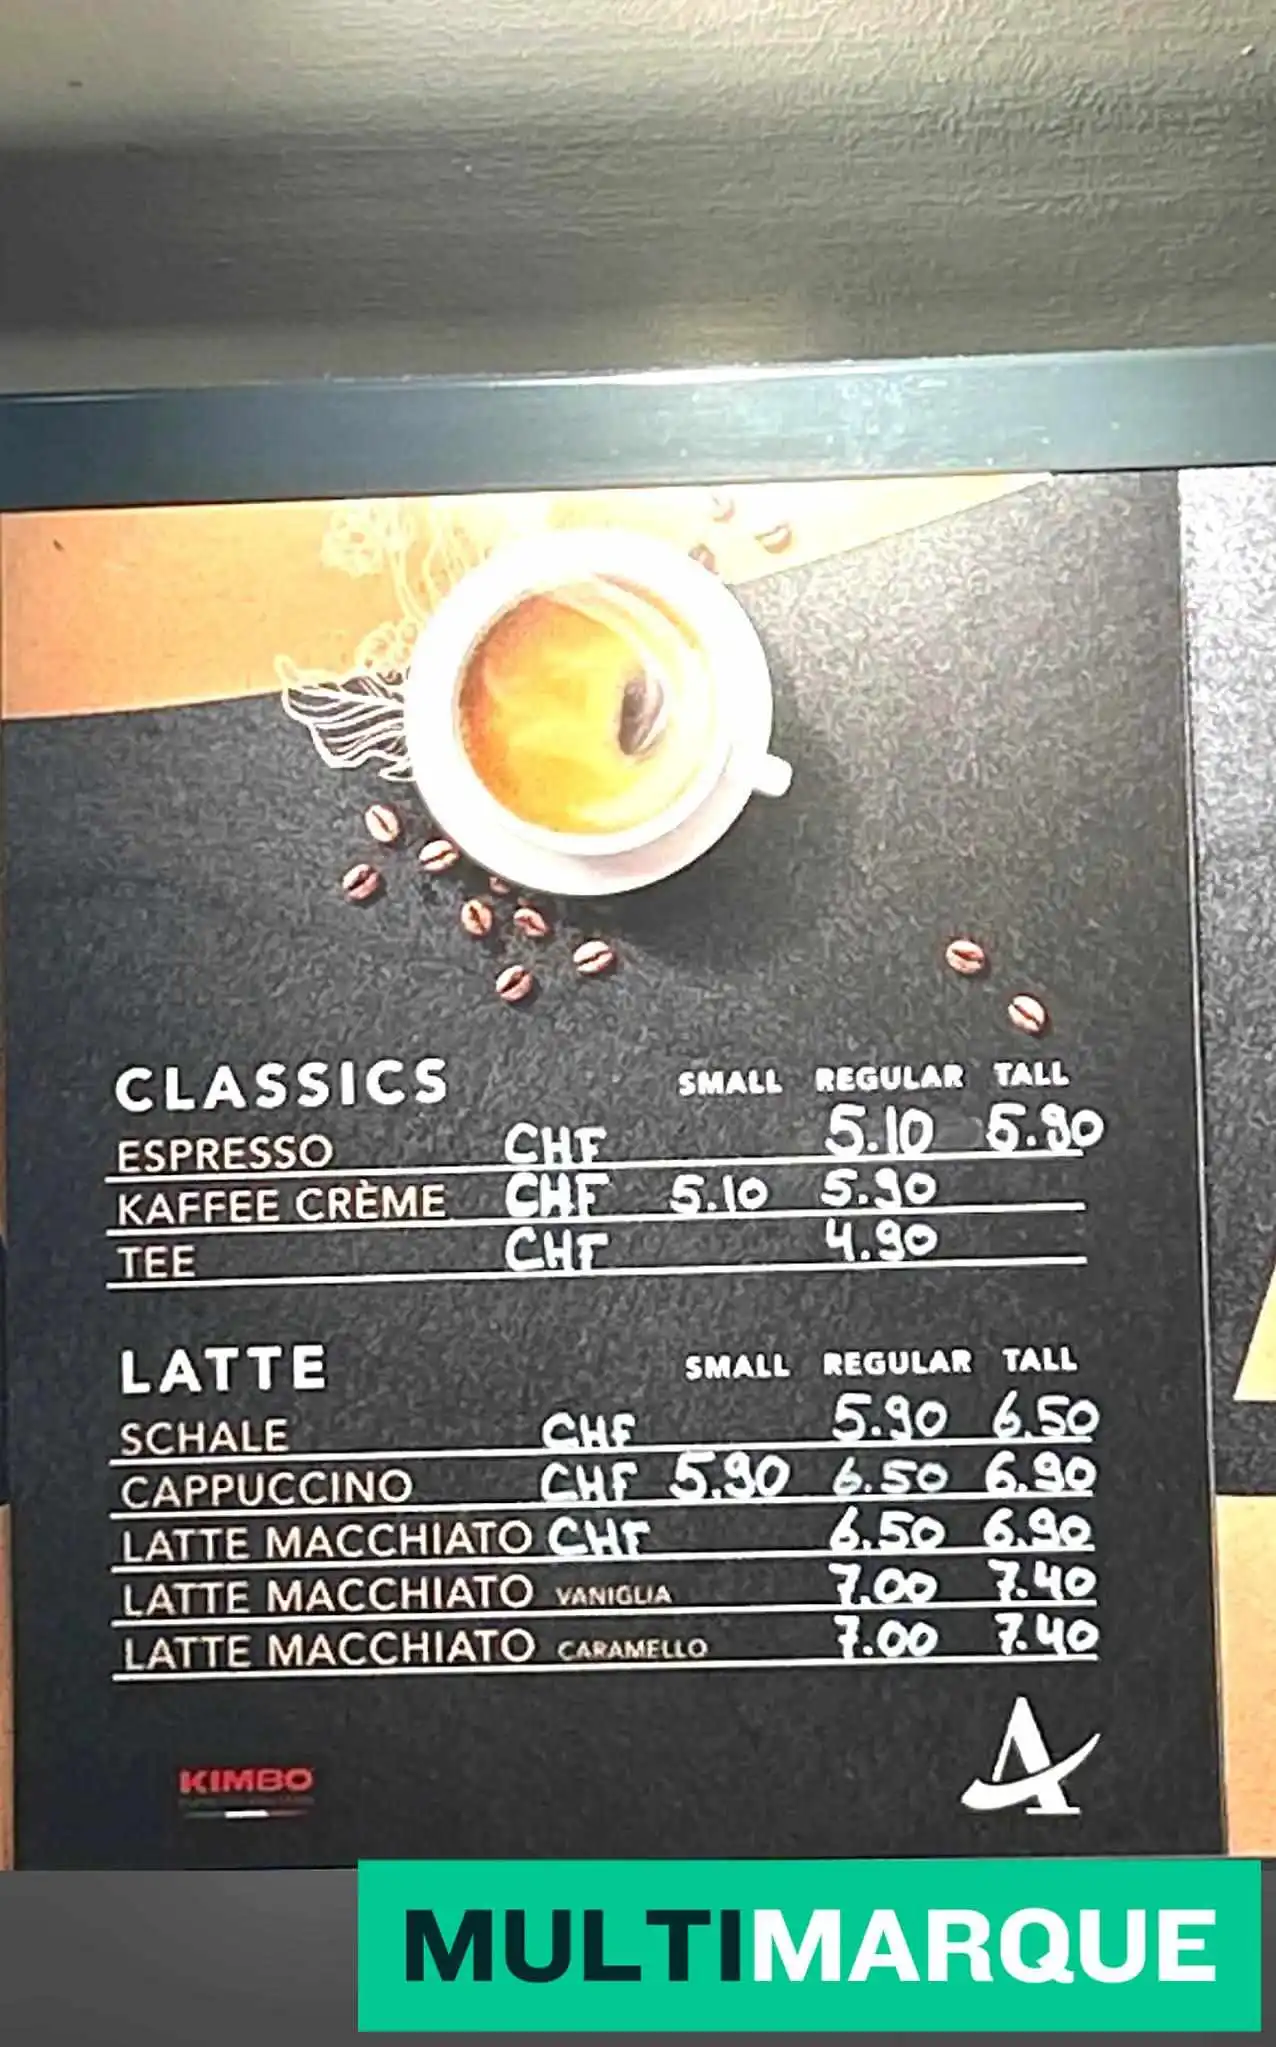 CLASSICS SMALL REGULAR TALL
ESPRESSO CHF 5.10 5.90
KAFFEE CRÈME CHF 5.10 5.90
TEE CHF 4.90
LATTE SMALL REGULAR TALL
SCHALE CHF 5.90 6.50
CAPPUCCINO CHF 5.90 6.50 6.90
LATTE MACCHIATO CHF 6.50 6.90
LATTE MACCHIATO VANIGLIA 7.00 7.40
LATTE MACCHIATO CARAMELLO 7.00 7.40
KIMBO
A
MULTIMARQUE